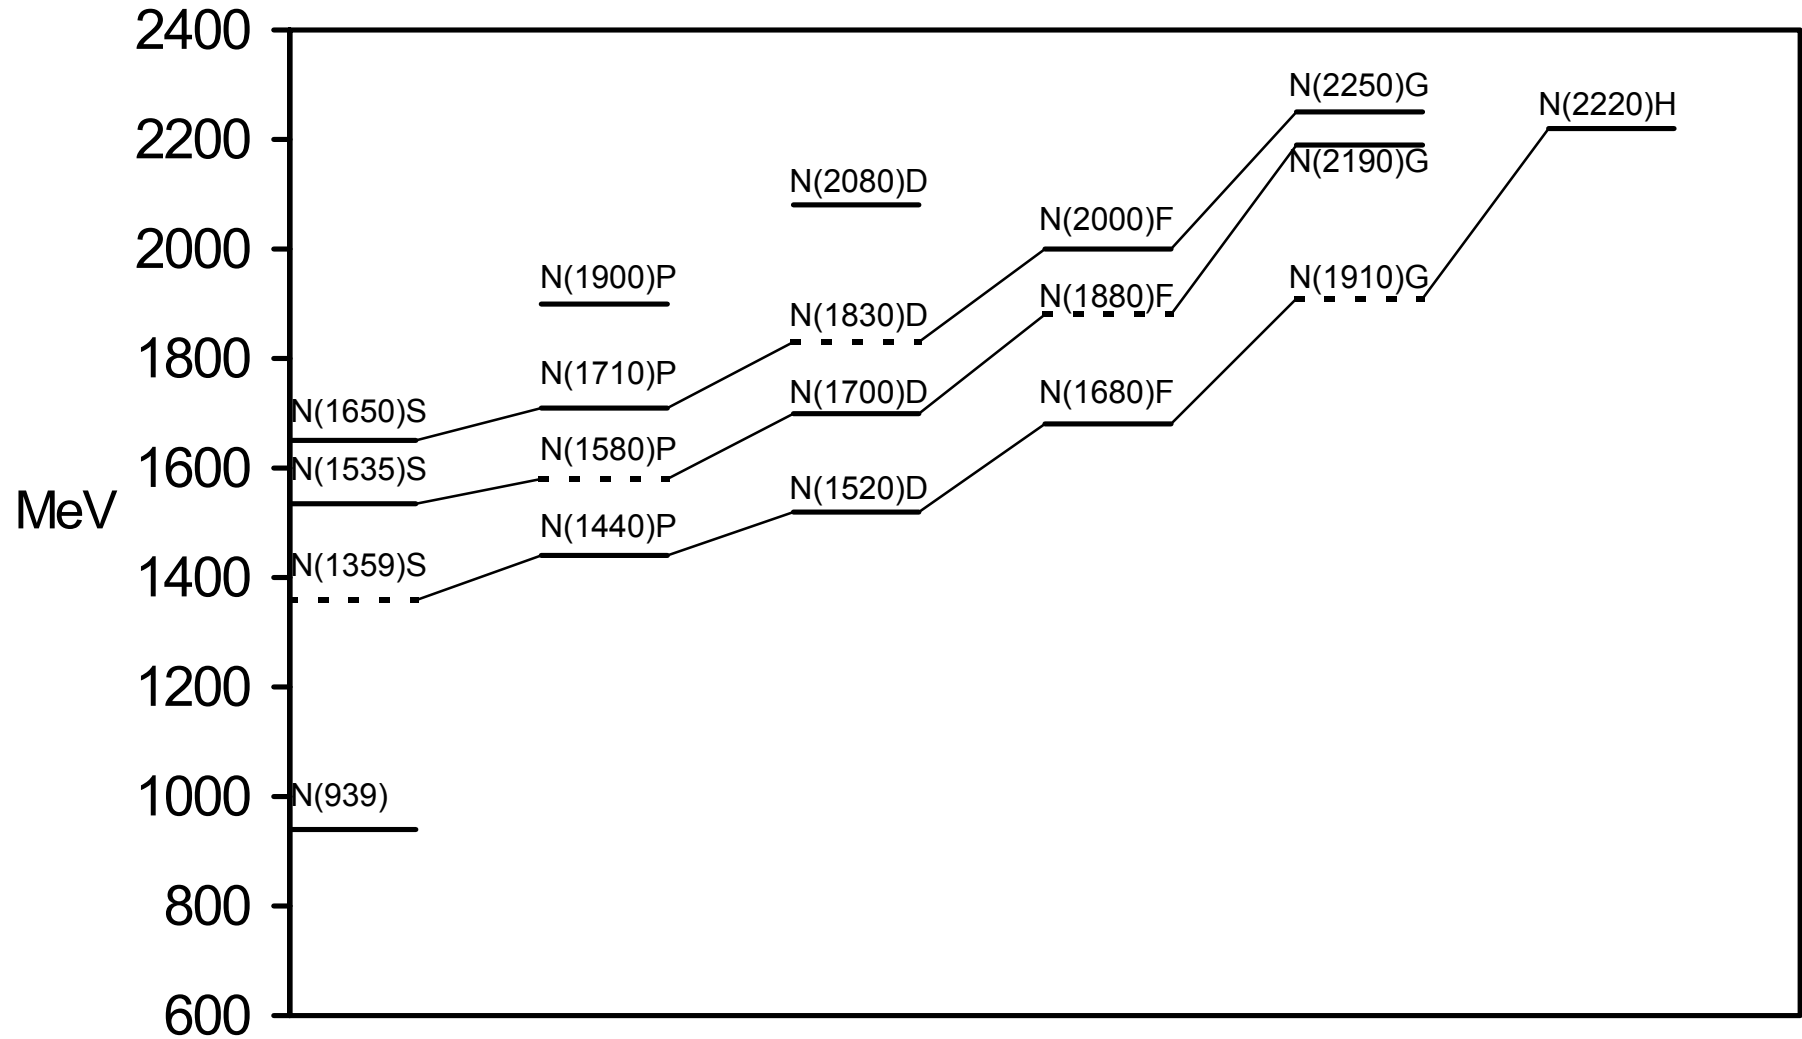 2400
2200
2000
1800
1600
1400
1200
1000
800
600
MeV
N(1650)S
N(1535)S
N(1359)S
N(939)
N(1900)P
N(1710)P
N(1580)P
N(1440)P
N(2080)D
N(1830)D
N(1700)D
N(1520)D
N(2000)F
N(1880)F
N(1680)F
N(2250)G
N(2190)G
N(1910)G
N(2220)H